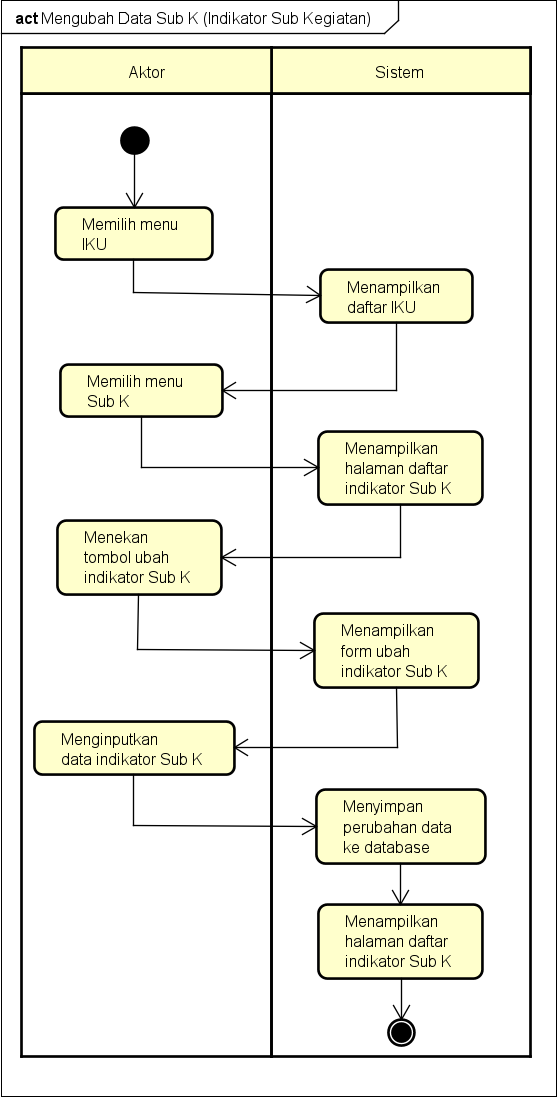 act Mengubah Data Sub K (Indikator Sub Kegiatan)
Aktor
Sistem
Memilih menu
IKU
Menampilkan
daftar IKU
Memilih menu
Sub K
Menampilkan
halaman daftar
indikator Sub K
Menekan
tombol ubah
indikator Sub K
Menampilkan
form ubah
indikator Sub K
Menginputkan
data indikator Sub K
Menyimpan
perubahan data
ke database
Menampilkan
halaman daftar
indikator Sub K